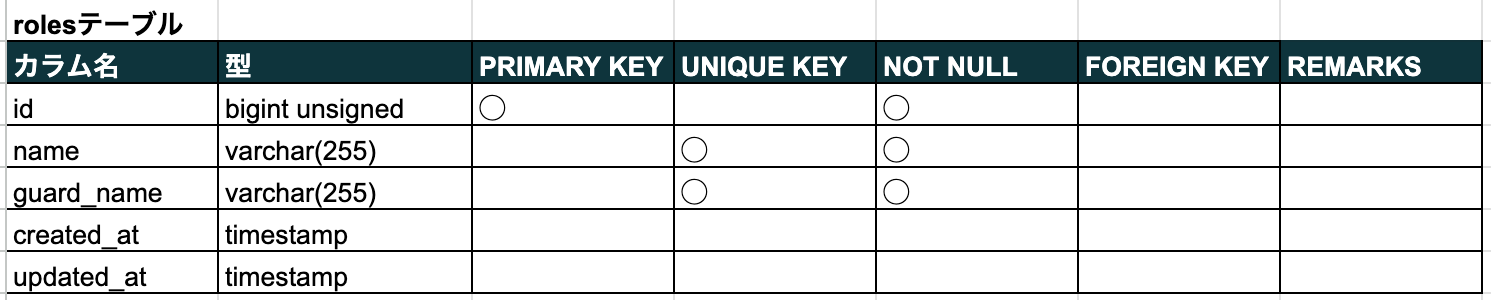 rolesテーブル
カラム名 型 PRIMARY KEY UNIQUE KEY NOT NULL FOREIGN KEY REMARKS
id bigint unsigned ◯ ◯
name varchar(255) ◯ ◯
guard_name varchar(255) ◯ ◯
created_at timestamp
updated_at timestamp